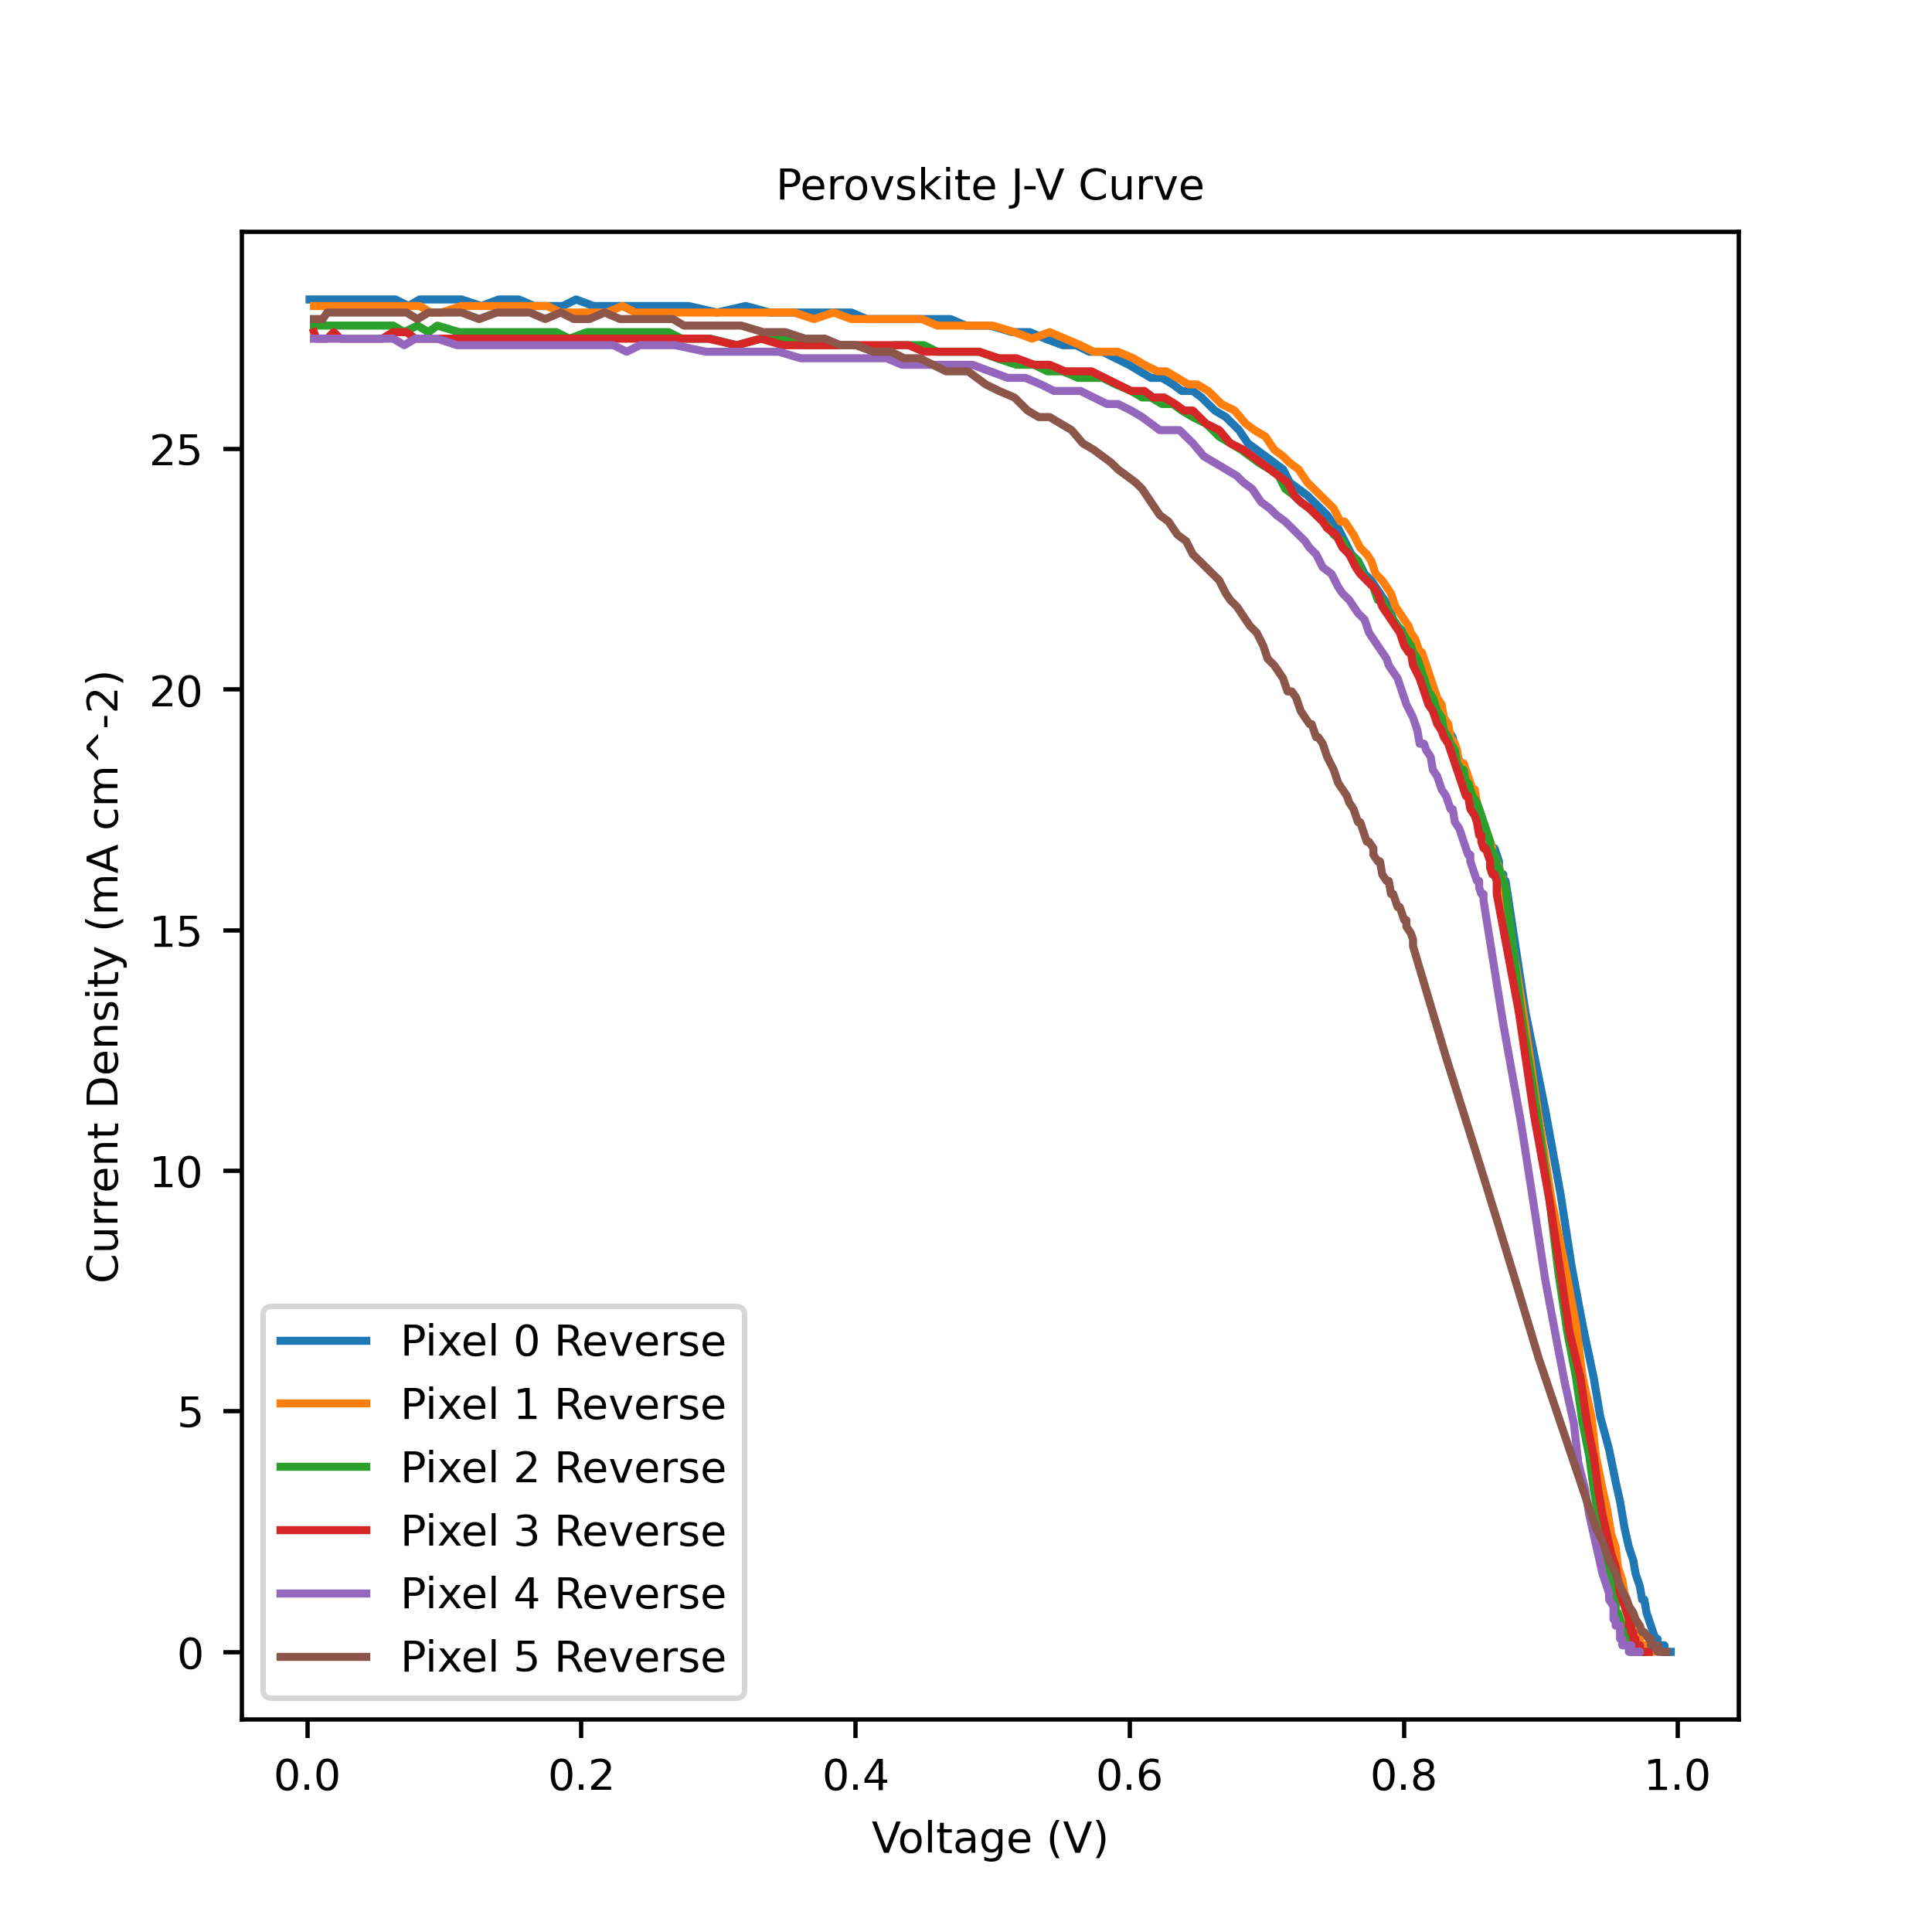 Perovskite J-V Curve
Current Density (mA cm^-2)
25
20
15
10
5
0
Pixel 0 Reverse
Pixel 1 Reverse
Pixel 2 Reverse
Pixel 3 Reverse
Pixel 4 Reverse
Pixel 5 Reverse
0.0 0.2 0.4 0.6 0.8 1.0
Voltage (V)